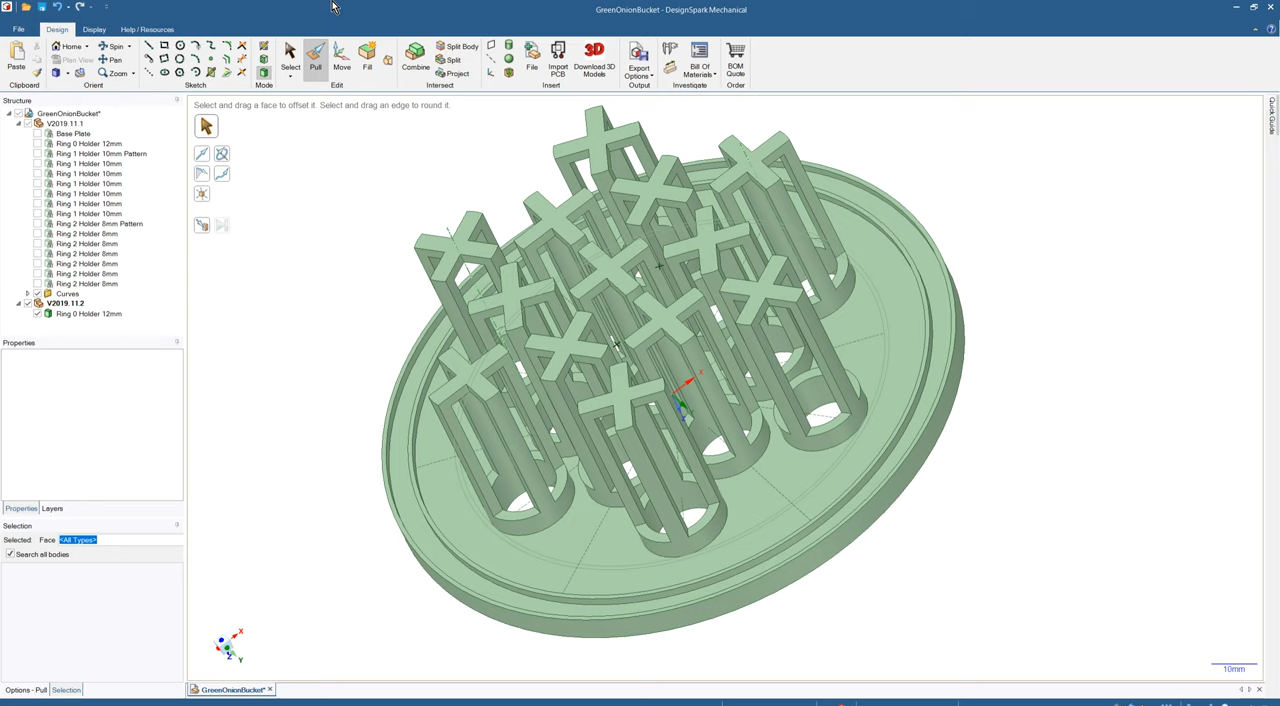 GreenOnionBucket - DesignSpark Mechanical
File Design Display Help / Resources
Paste Home Plan View Spin Pan Zoom Select Pull Move Fill Combine Split Body Split Project File Import PCB Download 3D Models Export Options Bill Of Materials BOM Quote
Clipboard Orient Sketch Mode Edit Intersect Insert Output Investigate Order
Structure
Select and drag a face to offset it. Select and drag an edge to round it.
Quick Guide
GreenOnionBucket*
V2019.11.1
Base Plate
Ring 0 Holder 12mm
Ring 1 Holder 10mm Pattern
Ring 1 Holder 10mm
Ring 1 Holder 10mm
Ring 1 Holder 10mm
Ring 1 Holder 10mm
Ring 1 Holder 10mm
Ring 1 Holder 10mm
Ring 2 Holder 8mm Pattern
Ring 2 Holder 8mm
Ring 2 Holder 8mm
Ring 2 Holder 8mm
Ring 2 Holder 8mm
Ring 2 Holder 8mm
Ring 2 Holder 8mm
Curves
V2019.11.2
Ring 0 Holder 12mm
Properties
Properties Layers
Selection
Selected: Face <All Types>
Search all bodies
X
Z
X
Z
Y
10mm
Options - Pull Selection
GreenOnionBucket*